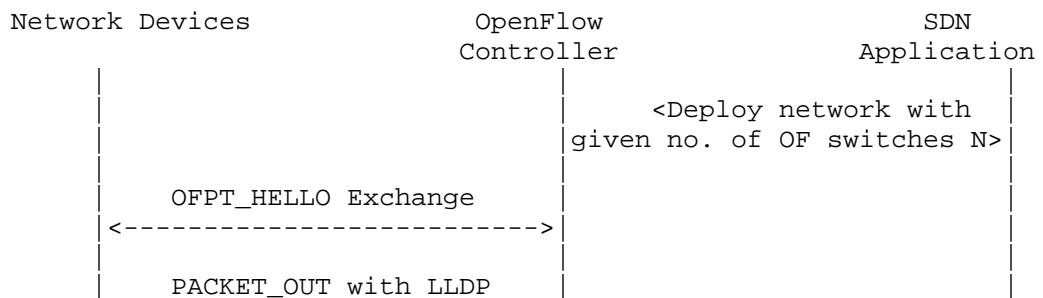 Network Devices OpenFlow SDN
Controller Application
<Deploy network with
given no. of OF switches N>
OFPT_HELLO Exchange
<-------------------------->
PACKET_OUT with LLDP